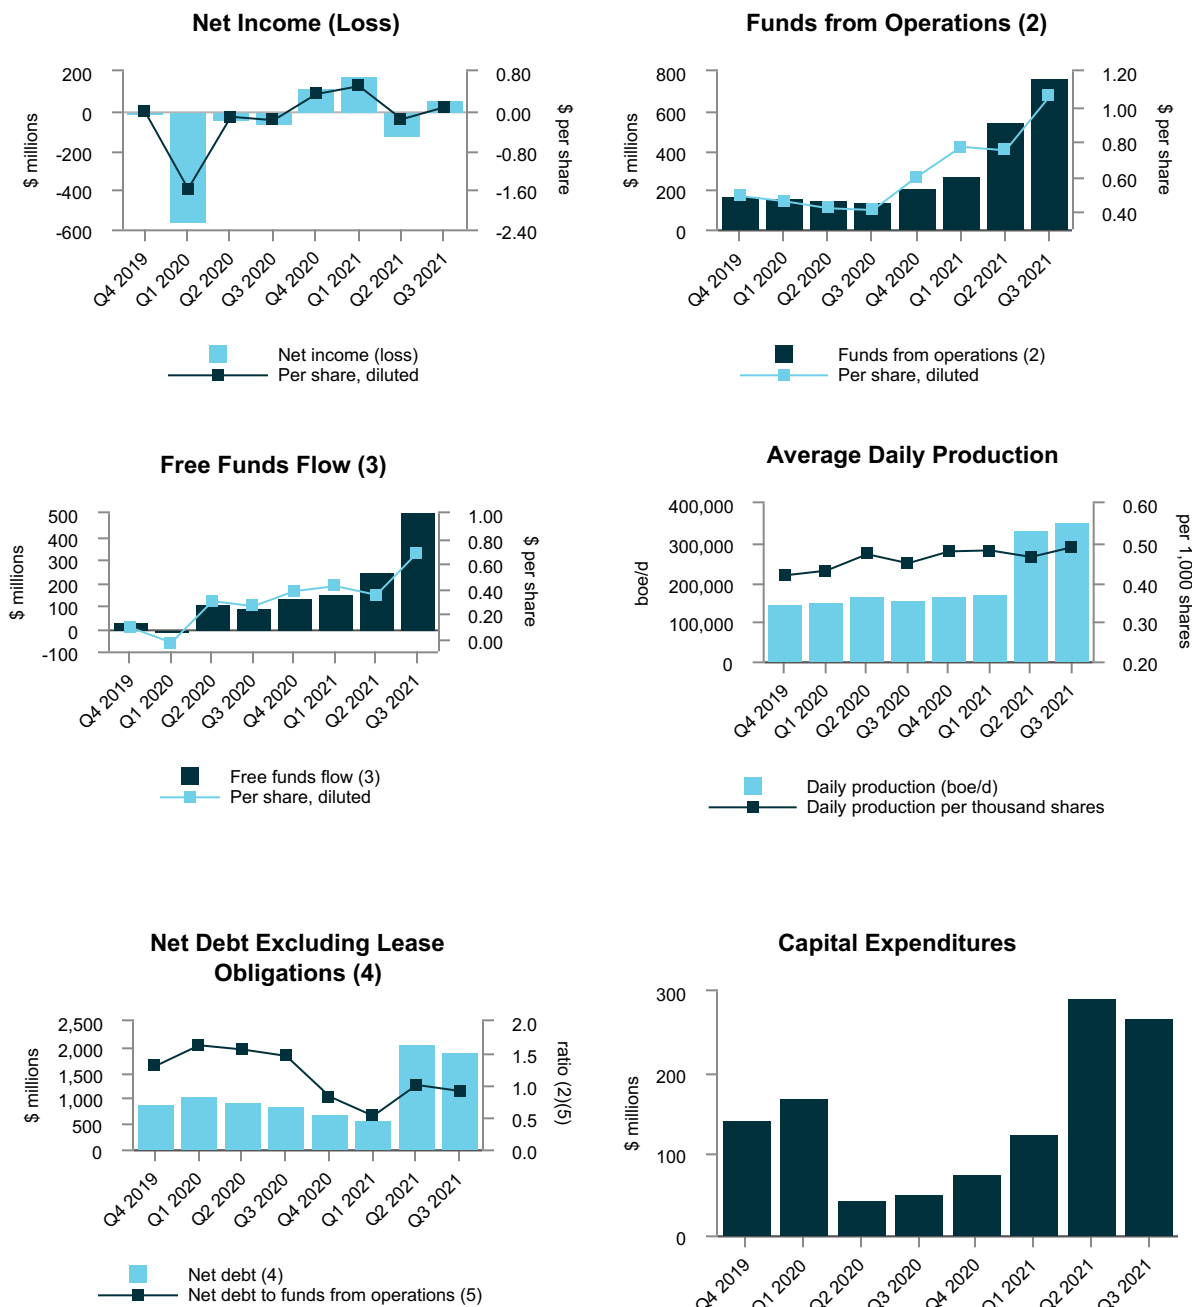 Net Income (Loss)
$ millions
200
0
-200
-400
-600
0.80
0.00
-0.80
-1.60
-2.40
$ per share
Q4 2019
Q1 2020
Q2 2020
Q3 2020
Q4 2020
Q1 2021
Q2 2021
Q3 2021
Net income (loss)
Per share, diluted
Funds from Operations (2)
$ millions
800
600
400
200
0
1.20
1.00
0.80
0.60
0.40
$ per share
Q4 2019
Q1 2020
Q2 2020
Q3 2020
Q4 2020
Q1 2021
Q2 2021
Q3 2021
Funds from operations (2)
Per share, diluted
Free Funds Flow (3)
$ millions
500
400
300
200
100
0
-100
1.00
0.80
0.60
0.40
0.20
0.00
$ per share
Q4 2019
Q1 2020
Q2 2020
Q3 2020
Q4 2020
Q1 2021
Q2 2021
Q3 2021
Free funds flow (3)
Per share, diluted
Average Daily Production
boe/d
400,000
300,000
200,000
100,000
0
0.60
0.50
0.40
0.30
0.20
per 1,000 shares
Q4 2019
Q1 2020
Q2 2020
Q3 2020
Q4 2020
Q1 2021
Q2 2021
Q3 2021
Daily production (boe/d)
Daily production per thousand shares
Net Debt Excluding Lease
Obligations (4)
$ millions
2,500
2,000
1,500
1,000
500
0
2.0
1.5
1.0
0.5
0.0
ratio (2)(5)
Q4 2019
Q1 2020
Q2 2020
Q3 2020
Q4 2020
Q1 2021
Q2 2021
Q3 2021
Net debt (4)
Net debt to funds from operations (5)
Capital Expenditures
$ millions
300
200
100
0
Q4 2019
Q1 2020
Q2 2020
Q3 2020
Q4 2020
Q1 2021
Q2 2021
Q3 2021